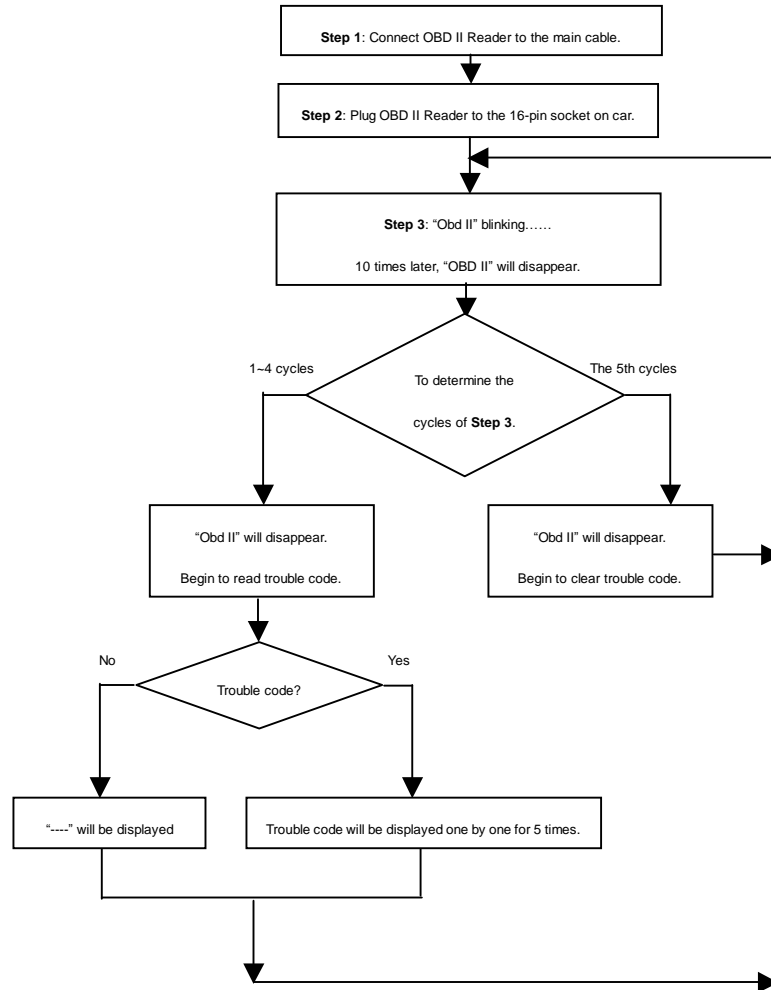 Step 1: Connect OBD II Reader to the main cable.
Step 2: Plug OBD II Reader to the 16-pin socket on car.
Step 3: “Obd II” blinking……
10 times later, “OBD II” will disappear.
1~4 cycles
The 5th cycles
To determine the
cycles of Step 3.
“Obd II” will disappear.
Begin to read trouble code.
“Obd II” will disappear.
Begin to clear trouble code.
No
Yes
Trouble code?
“----” will be displayed
Trouble code will be displayed one by one for 5 times.